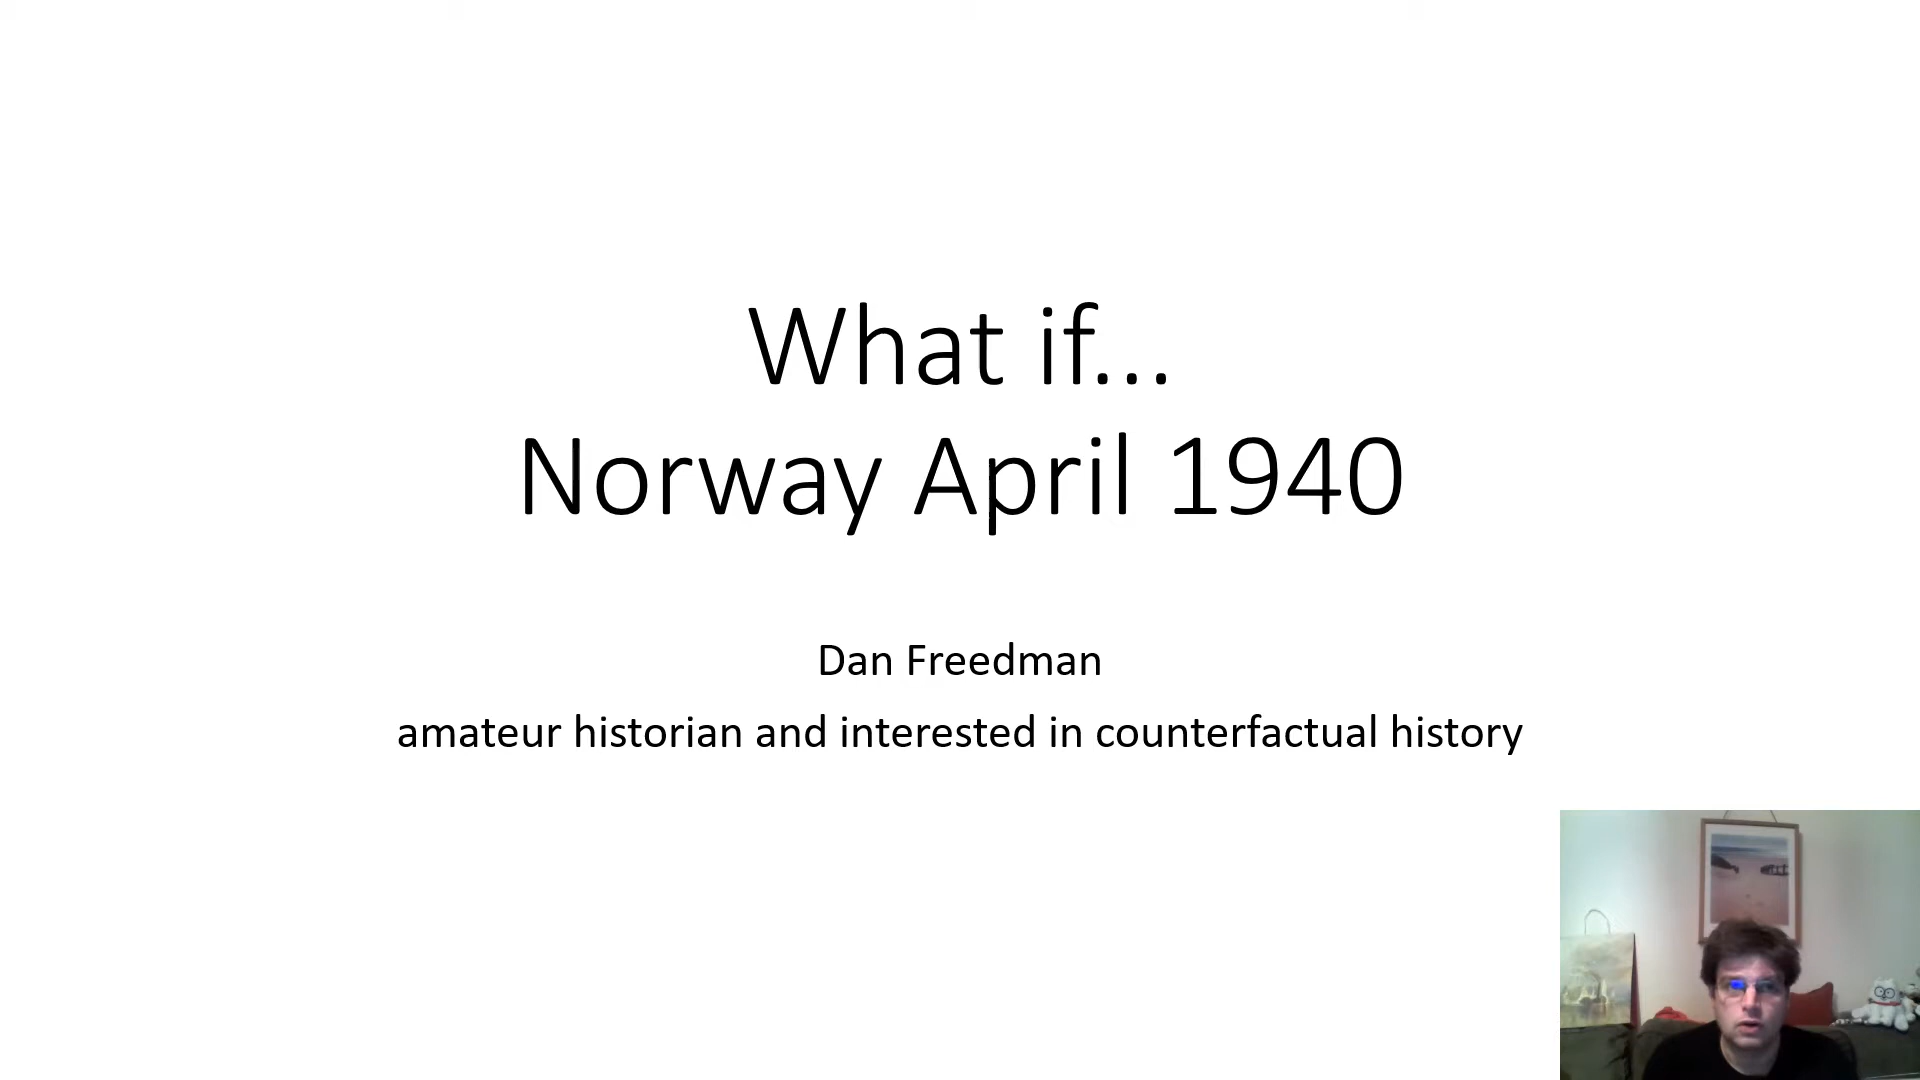 What if...
Norway April 1940
Dan Freedman
amateur historian and interested in counterfactual history